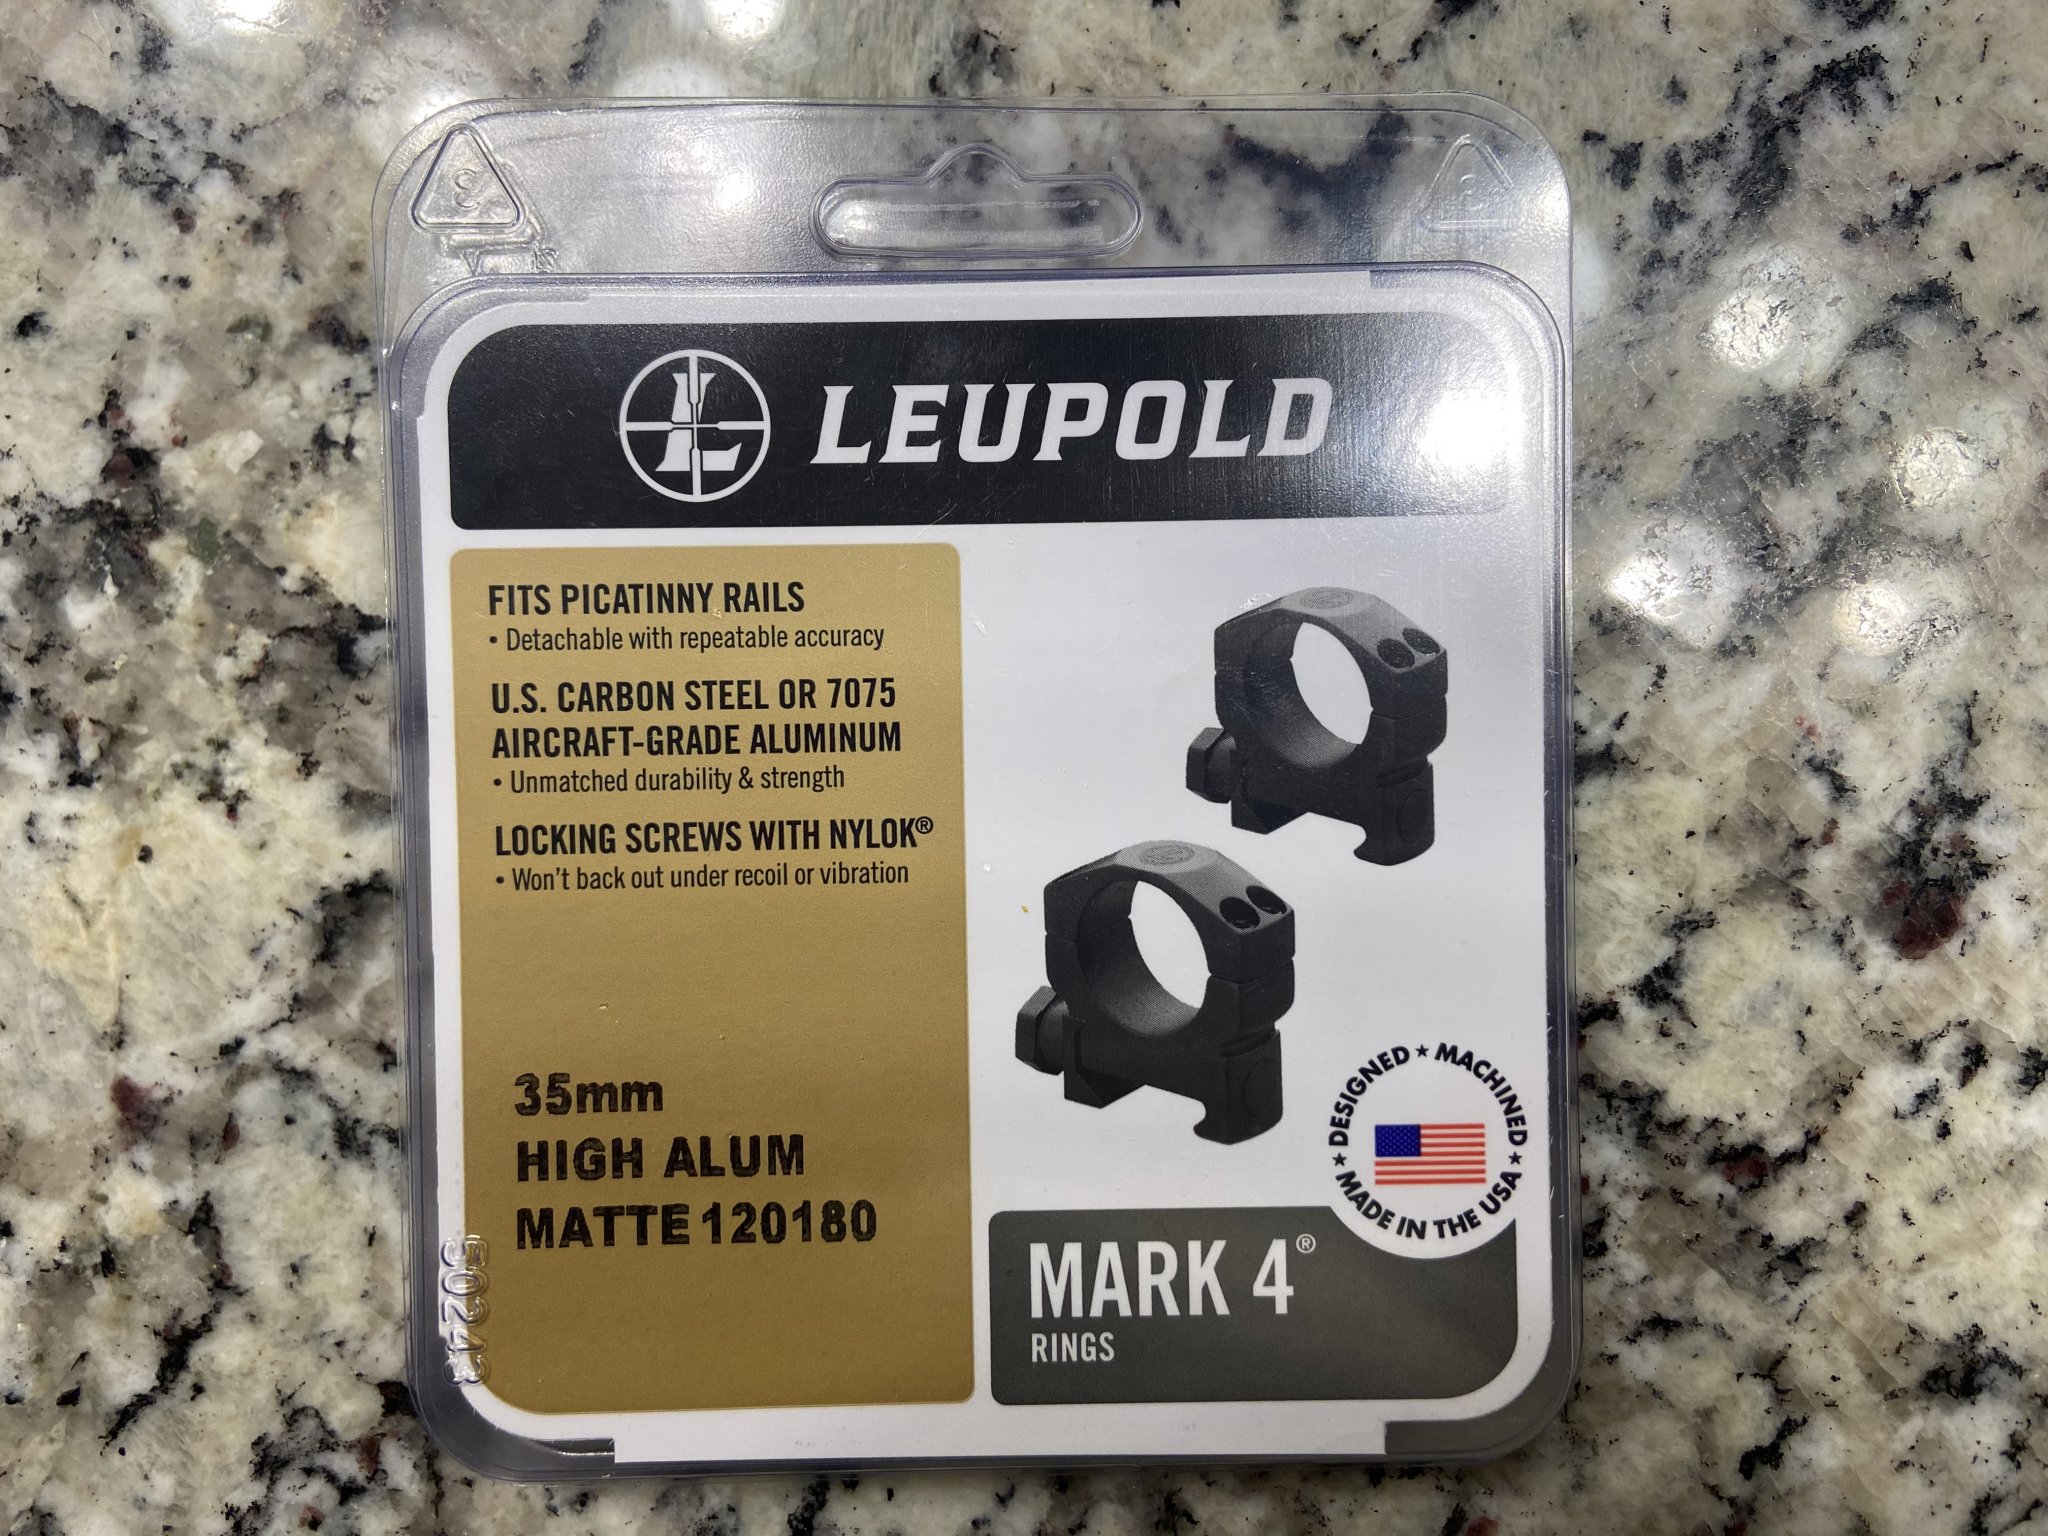 LEUPOLD
FITS PICATINNY RAILS
• Detachable with repeatable accuracy
U.S. CARBON STEEL OR 7075
AIRCRAFT-GRADE ALUMINUM
• Unmatched durability & strength
LOCKING SCREWS WITH NYLOK®
• Won't back out under recoil or vibration
35mm
HIGH ALUM
MATTE 120180
★ DESIGNED ★ MACHINED ★ MADE IN THE USA
MARK 4®
RINGS
50243
3